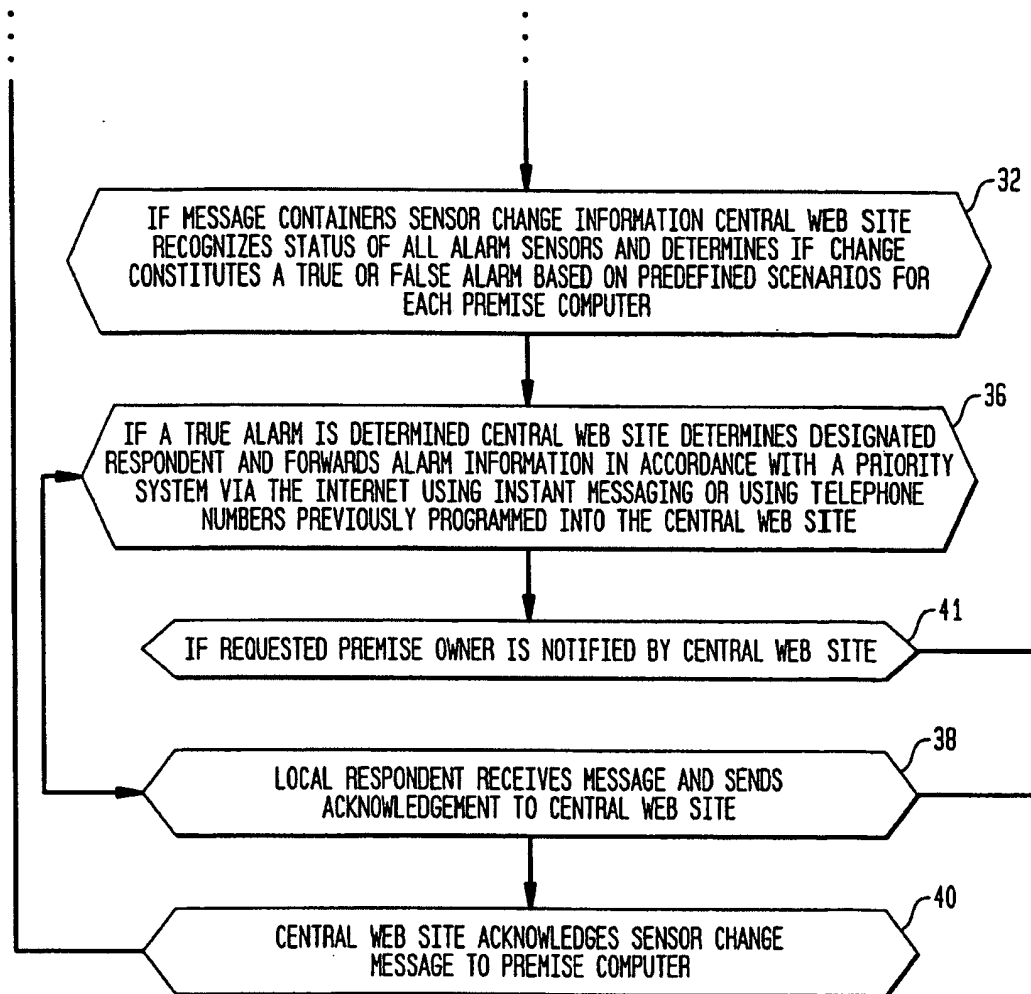 32
IF MESSAGE CONTAINERS SENSOR CHANGE INFORMATION CENTRAL WEB SITE
RECOGNIZES STATUS OF ALL ALARM SENSORS AND DETERMINES IF CHANGE
CONSTITUTES A TRUE OR FALSE ALARM BASED ON PREDEFINED SCENARIOS FOR
EACH PREMISE COMPUTER
36
IF A TRUE ALARM IS DETERMINED CENTRAL WEB SITE DETERMINES DESIGNATED
RESPONDENT AND FORWARDS ALARM INFORMATION IN ACCORDANCE WITH A PRIORITY
SYSTEM VIA THE INTERNET USING INSTANT MESSAGING OR USING TELEPHONE
NUMBERS PREVIOUSLY PROGRAMMED INTO THE CENTRAL WEB SITE
41
IF REQUESTED PREMISE OWNER IS NOTIFIED BY CENTRAL WEB SITE
38
LOCAL RESPONDENT RECEIVES MESSAGE AND SENDS
ACKNOWLEDGEMENT TO CENTRAL WEB SITE
40
CENTRAL WEB SITE ACKNOWLEDGES SENSOR CHANGE
MESSAGE TO PREMISE COMPUTER